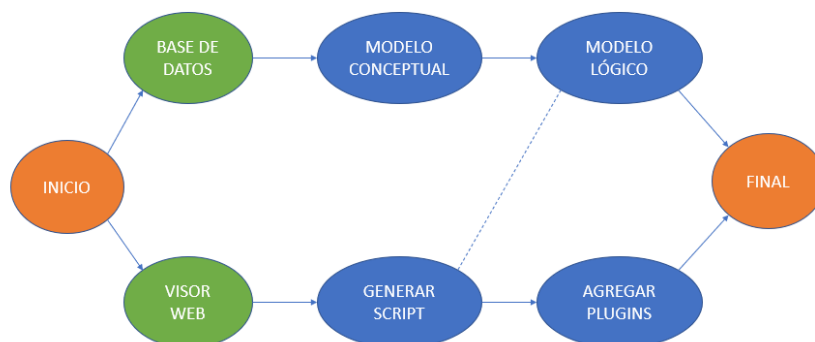 BASE DE
DATOS
MODELO
CONCEPTUAL
MODELO
LÓGICO
INICIO
FINAL
VISOR
WEB
GENERAR
SCRIPT
AGREGAR
PLUGINS